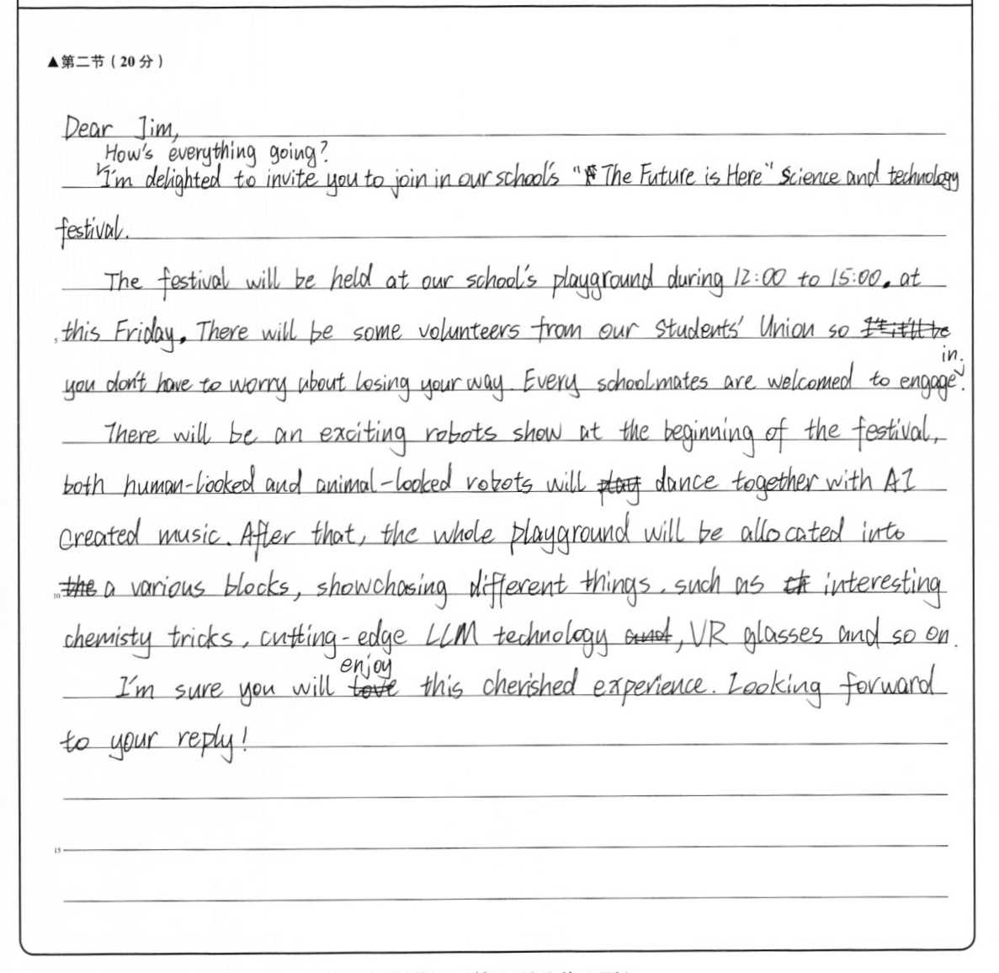 ▲第二节（20分）
Dear Jim,
How's everything going?
I'm delighted to invite you to join in our school's "The Future is Here" Science and technology
festival.
The festival will be held at our school's playground during 12:00 to 15:00. at
5 this Friday. There will be some volunteers from our Students' Union so
in.
you don't have to worry about losing your way. Every schoolmates are welcomed to engage.
There will be an exciting robots show at the beginning of the festival,
both human-looked and animal-looked robots will dance together with AI
created music. After that, the whole playground will be allocated into
10 a various blocks, showchasing different things. such as interesting
chemisty tricks, cutting-edge LLM technology, VR glasses and so on.
enjoy
I'm sure you will this cherished experience. Looking forward
to your reply!
15